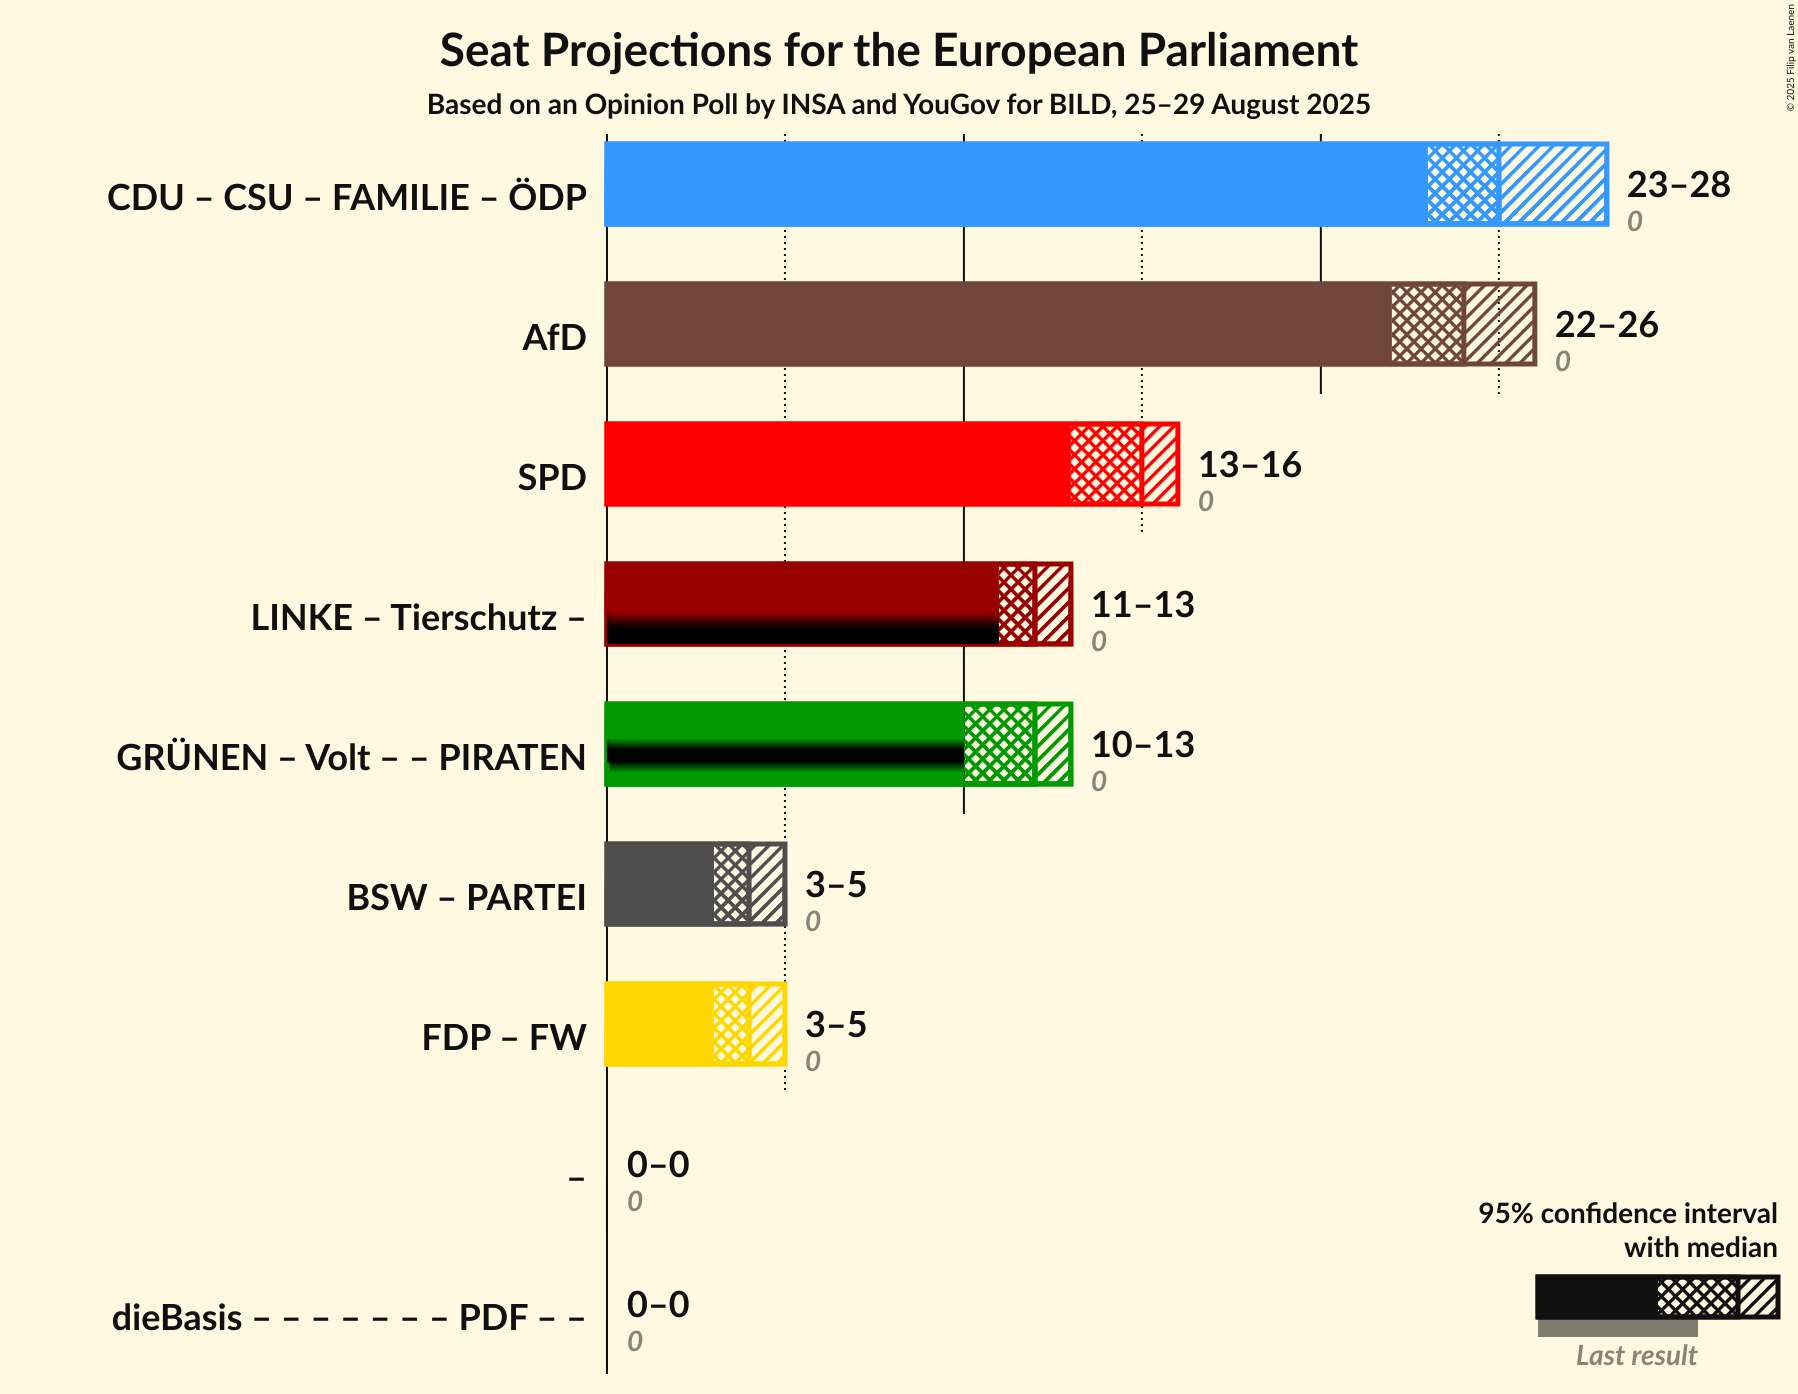 Seat Projections for the European Parliament
Based on an Opinion Poll by INSA and YouGov for BILD, 25–29 August 2025
© 2025 Filip van Laenen
CDU – CSU – FAMILIE – ÖDP
23–28
0
AfD
22–26
0
SPD
13–16
0
LINKE – Tierschutz –
11–13
0
GRÜNEN – Volt – – PIRATEN
10–13
0
BSW – PARTEI
3–5
0
FDP – FW
3–5
0
–
0–0
0
dieBasis – – – – – – – PDF – –
0–0
0
95% confidence interval
with median
Last result